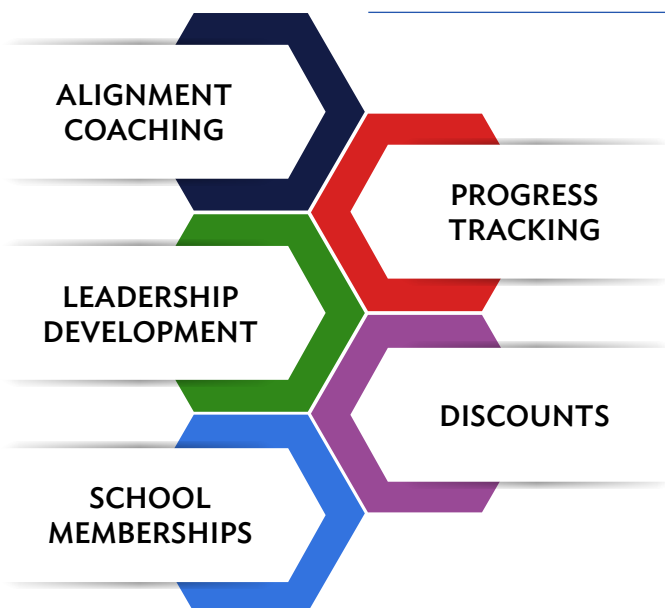 ALIGNMENT
COACHING
PROGRESS
TRACKING
LEADERSHIP
DEVELOPMENT
DISCOUNTS
SCHOOL
MEMBERSHIPS